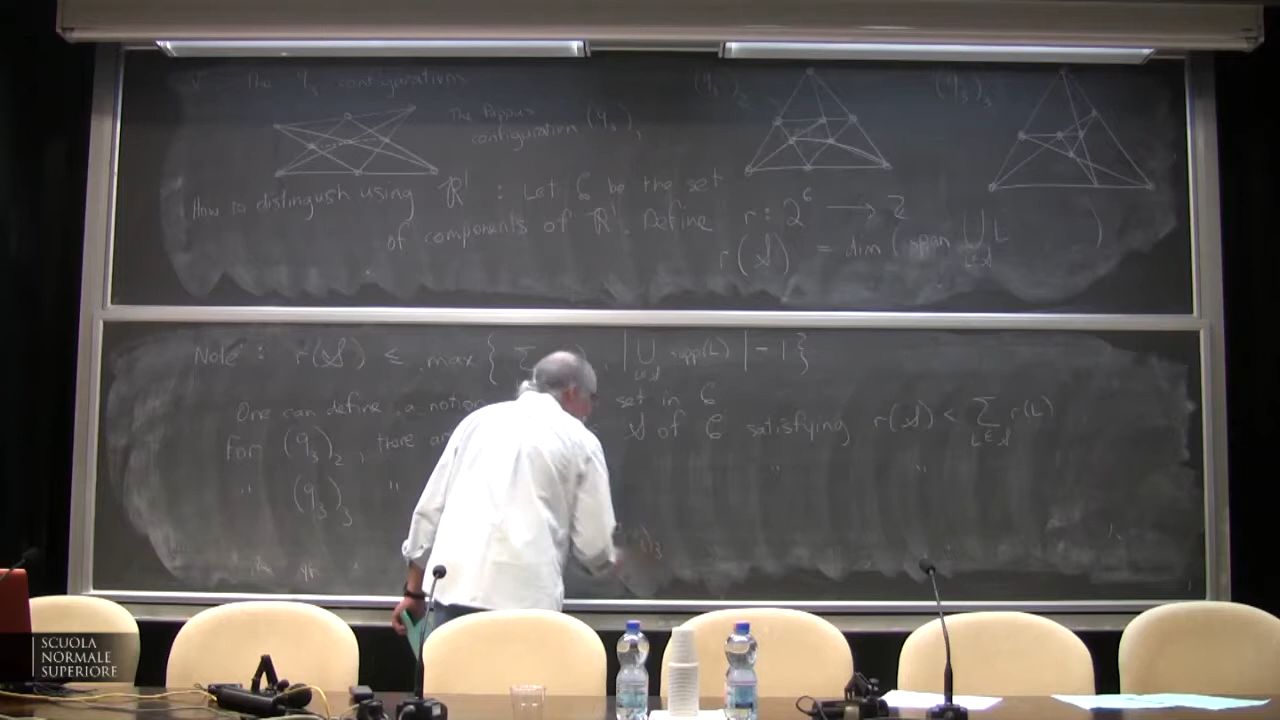 The 9₃ configurations
The Pappus
configuration (9₃)₁
(9₃)₂
(9₃)₃
How to distinguish using R¹ : Let C be the set
of components of R¹. Define r : 2^C → Z
r(S) = dim (span ⋃_{L∈S} L )
Note : r(S) ≤ max { Σ , | ⋃_{L∈S} supp(L) | - 1 }
One can define a notion set in C
For (9₃)₂, there S of C satisfying r(S) < Σ_{L∈S} r(L)
" (9₃)₃ " " "
)₃
SCUOLA
NORMALE
SUPERIORE